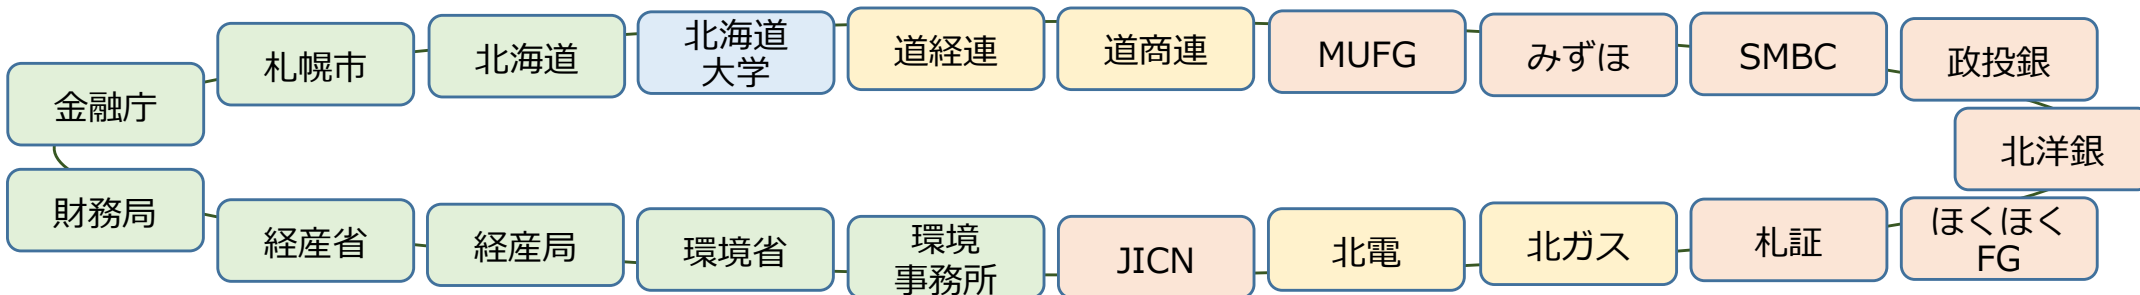 金融庁
札幌市
北海道
北海道
大学
道経連
道商連
MUFG
みずほ
SMBC
政投銀
北洋銀
ほくほく
FG
札証
北ガス
北電
JICN
環境
事務所
環境省
経産局
経産省
財務局